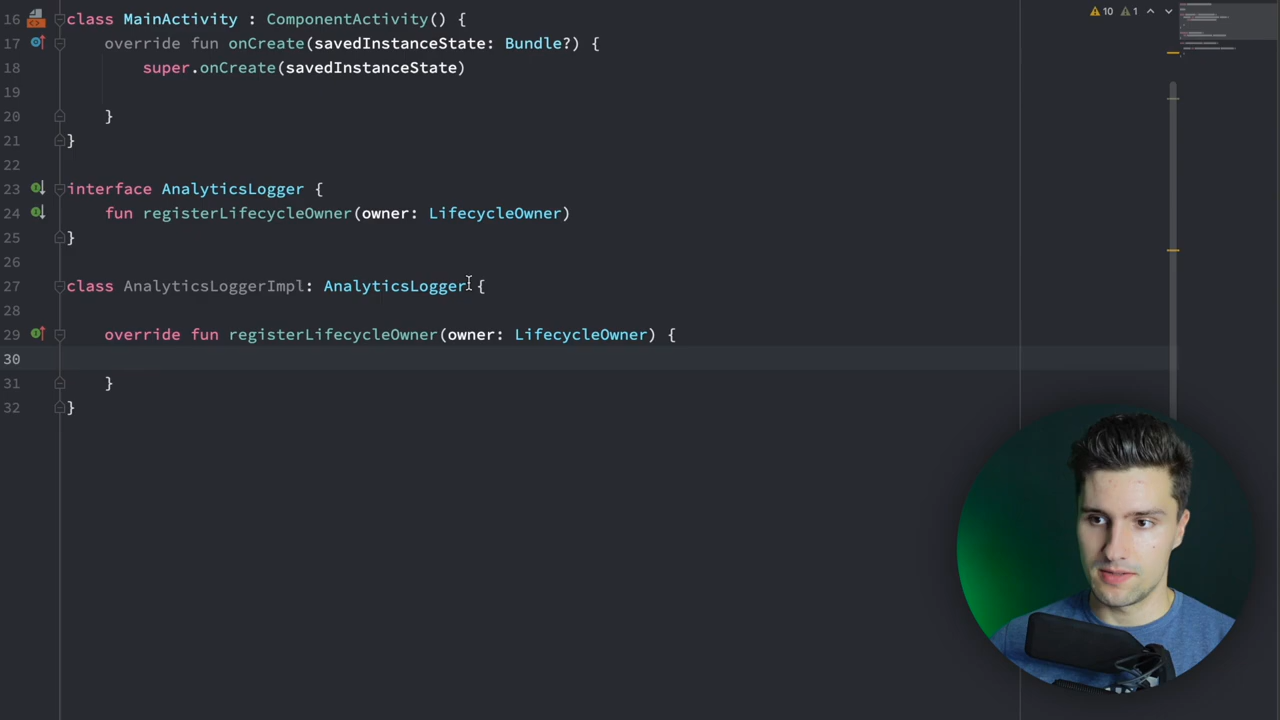 10 1
16 class MainActivity : ComponentActivity() {
17 override fun onCreate(savedInstanceState: Bundle?) {
18 super.onCreate(savedInstanceState)
19
20 }
21 }
22
23 interface AnalyticsLogger {
24 fun registerLifecycleOwner(owner: LifecycleOwner)
25 }
26
27 class AnalyticsLoggerImpl: AnalyticsLogger {
28
29 override fun registerLifecycleOwner(owner: LifecycleOwner) {
30
31 }
32 }